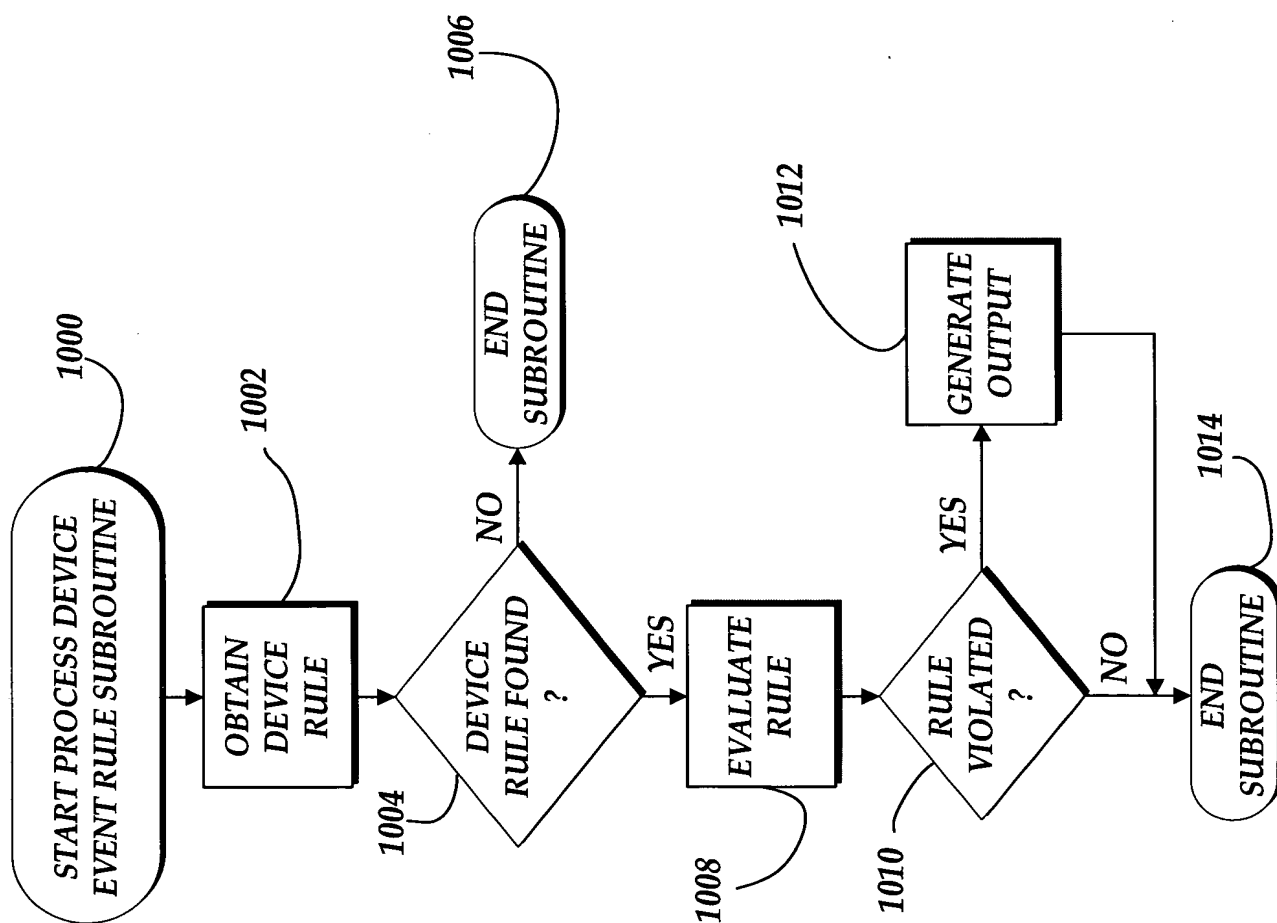 1000
START PROCESS DEVICE
EVENT RULE SUBROUTINE
1002
OBTAIN
DEVICE
RULE
1004
DEVICE
RULE FOUND
?
NO
1006
END
SUBROUTINE
YES
1008
EVALUATE
RULE
1010
RULE
VIOLATED
?
YES
1012
GENERATE
OUTPUT
NO
1014
END
SUBROUTINE